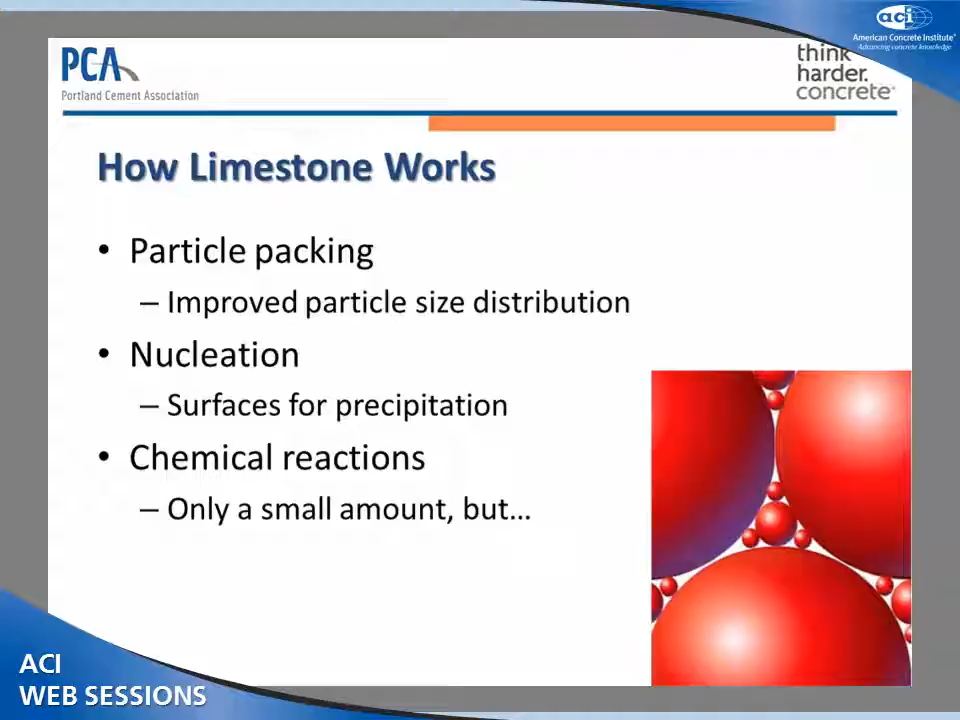 aci
American Concrete Institute®
Advancing concrete knowledge
PCA
Portland Cement Association
think
harder.
concrete
How Limestone Works
• Particle packing
– Improved particle size distribution
• Nucleation
– Surfaces for precipitation
• Chemical reactions
– Only a small amount, but…
ACI
WEB SESSIONS